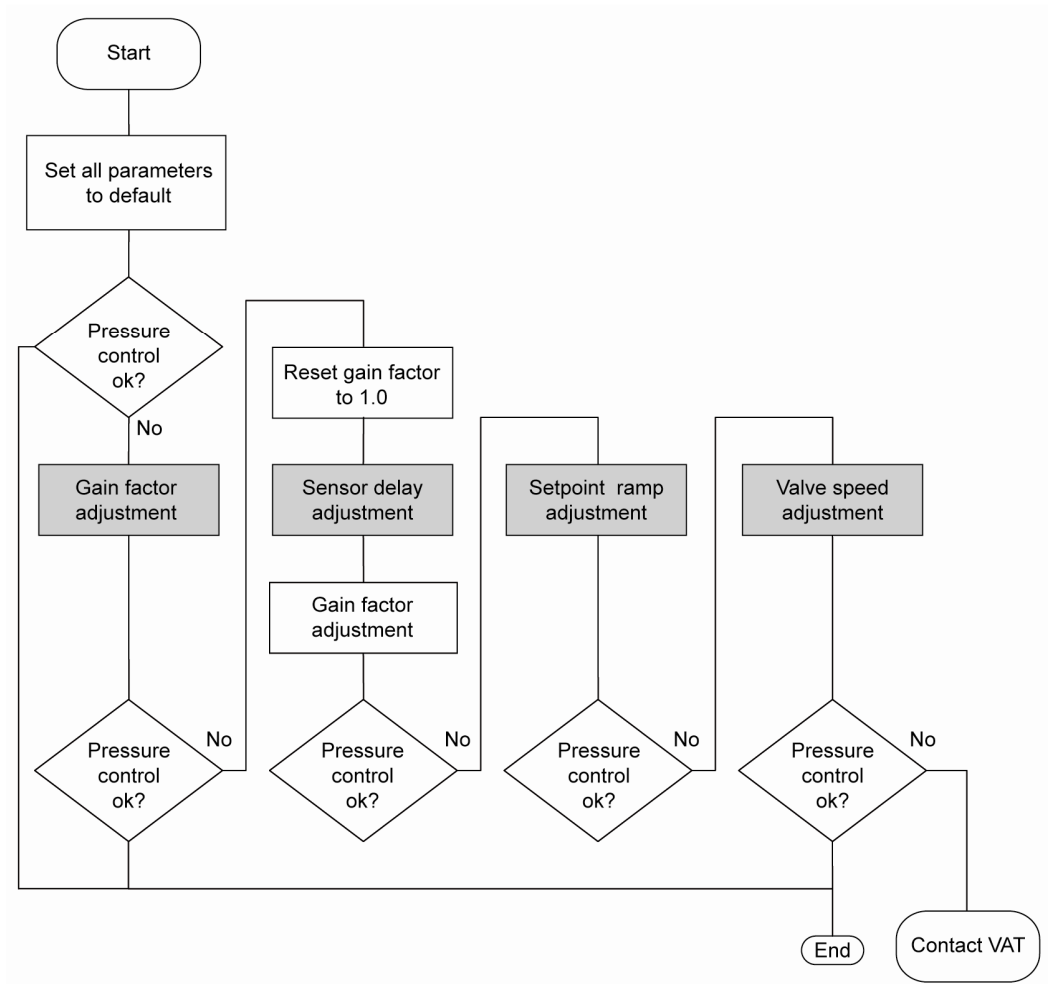 Start
Set all parameters
to default
Pressure
control
ok?
No
Gain factor
adjustment
Pressure
control
ok?
No
Reset gain factor
to 1.0
Sensor delay
adjustment
Gain factor
adjustment
Pressure
control
ok?
No
Setpoint ramp
adjustment
Pressure
control
ok?
No
Valve speed
adjustment
Pressure
control
ok?
No
End
Contact VAT